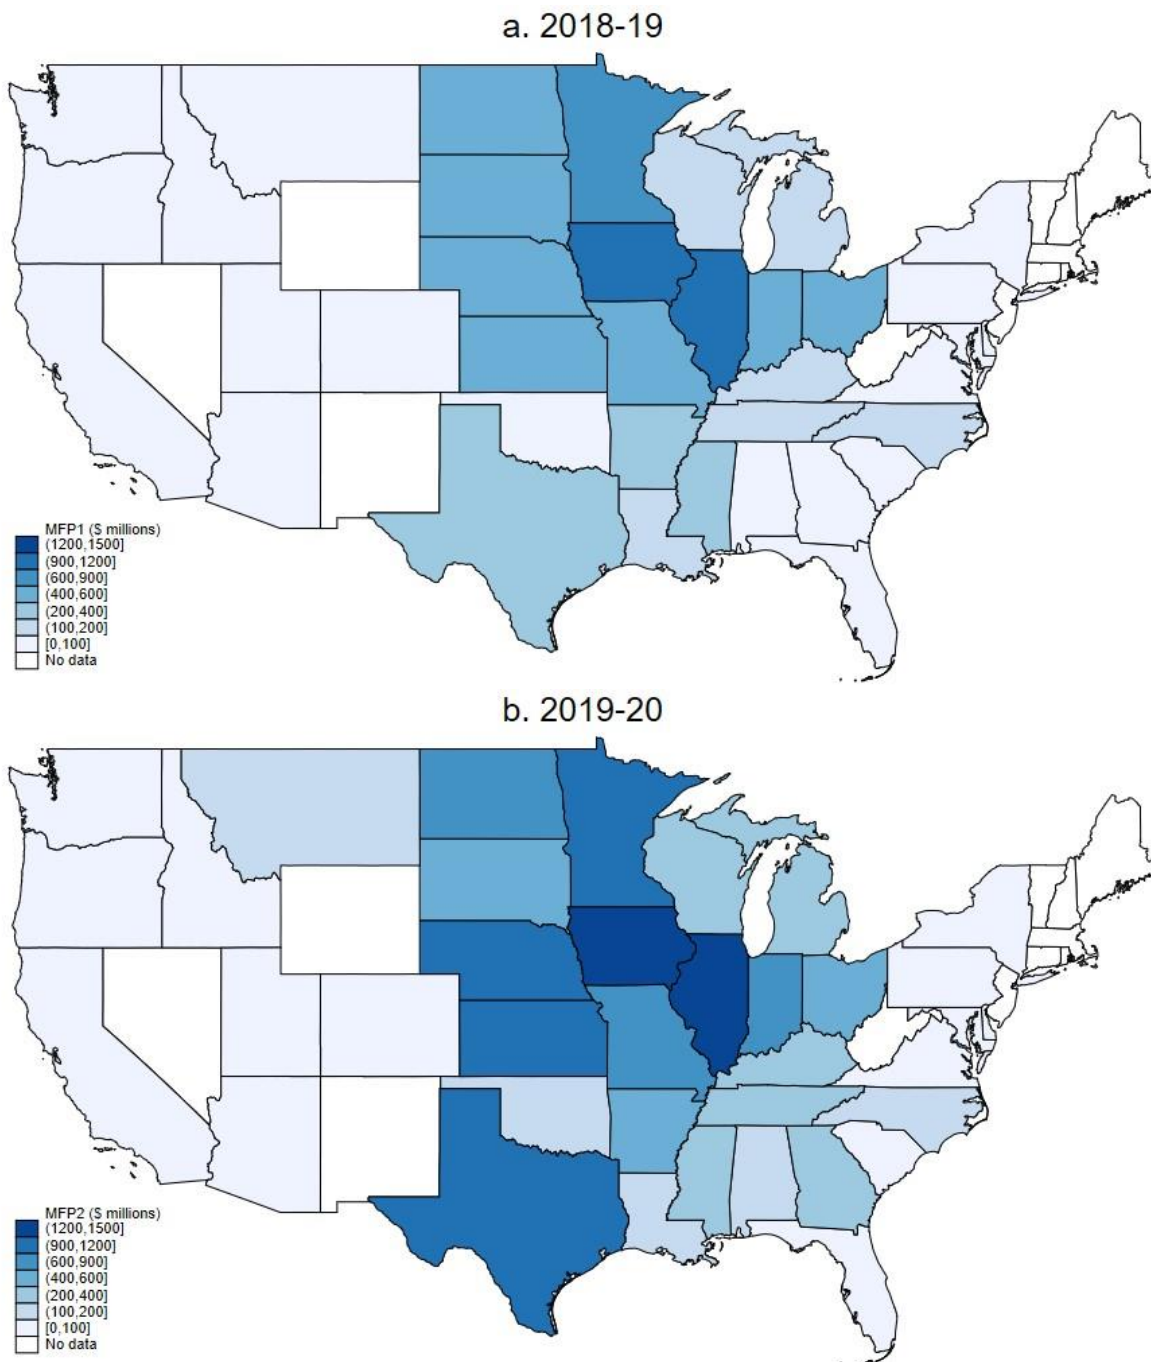 a. 2018-19
MFP1 ($ millions)
(1200,1500]
(900,1200]
(600,900]
(400,600]
(200,400]
(100,200]
[0,100]
No data
b. 2019-20
MFP2 ($ millions)
(1200,1500]
(900,1200]
(600,900]
(400,600]
(200,400]
(100,200]
[0,100]
No data